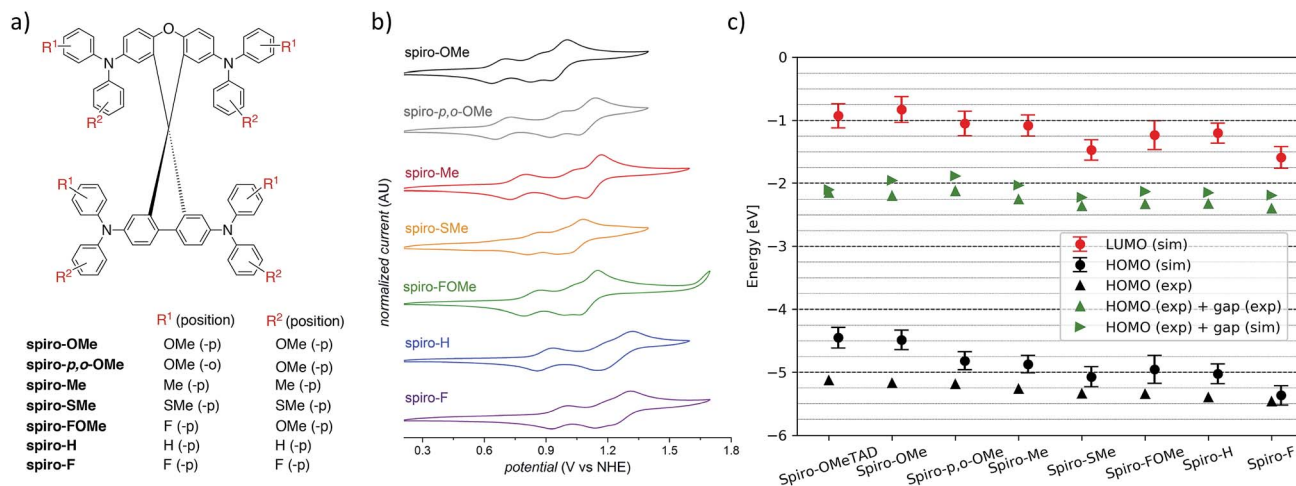 a)
O
R¹ R¹
N N
R² R²
R¹ R¹
N N
R² R²
R¹ (position) R² (position)
spiro-OMe OMe (-p) OMe (-p)
spiro-p,o-OMe OMe (-o) OMe (-p)
spiro-Me Me (-p) Me (-p)
spiro-SMe SMe (-p) SMe (-p)
spiro-FOMe F (-p) OMe (-p)
spiro-H H (-p) H (-p)
spiro-F F (-p) F (-p)
b)
normalized current (AU)
spiro-OMe
spiro-p,o-OMe
spiro-Me
spiro-SMe
spiro-FOMe
spiro-H
spiro-F
0.3 0.6 0.9 1.2 1.5 1.8
potential (V vs NHE)
c)
Energy [eV]
0
−1
−2
−3
−4
−5
−6
LUMO (sim)
HOMO (sim)
HOMO (exp)
HOMO (exp) + gap (exp)
HOMO (exp) + gap (sim)
Spiro-OMeTAD
Spiro-OMe
Spiro-p,o-OMe
Spiro-Me
Spiro-SMe
Spiro-FOMe
Spiro-H
Spiro-F